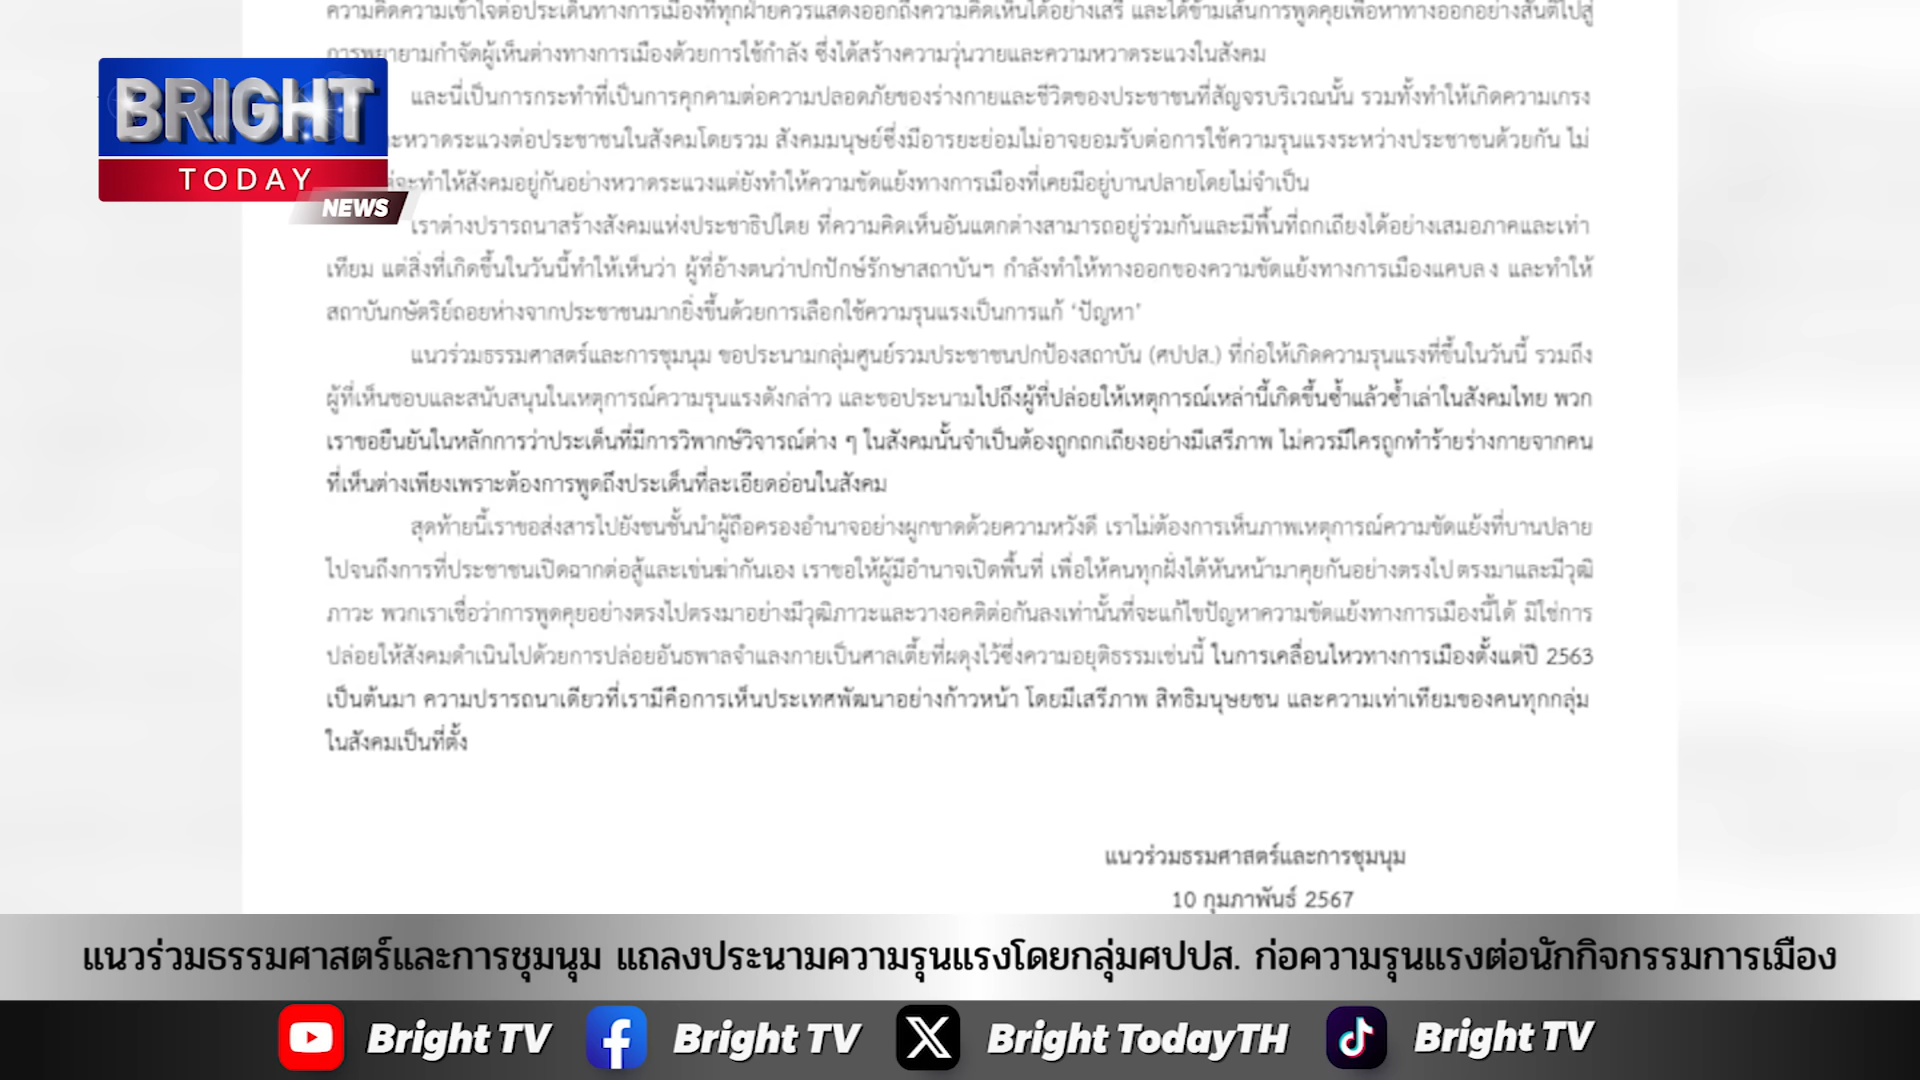 ความคิดความเข้าใจต่อประเด็นทางการเมืองที่ทุกฝ่ายควรแสดงออกถึงความคิดเห็นได้อย่างเสรี และได้ข้ามเส้นการพูดคุยเพื่อหาทางออกอย่างสันติไปสู่
การพยายามกำจัดผู้เห็นต่างทางการเมืองด้วยการใช้กำลัง ซึ่งได้สร้างความวุ่นวายและความหวาดระแวงในสังคม
BRIGHT
TODAY
NEWS
และนี่เป็นการกระทำที่เป็นการคุกคามต่อความปลอดภัยของร่างกายและชีวิตของประชาชนที่สัญจรบริเวณนั้น รวมทั้งทำให้เกิดความเกรง
ะหวาดระแวงต่อประชาชนในสังคมโดยรวม สังคมมนุษย์ซึ่งมีอารยะย่อมไม่อาจยอมรับต่อการใช้ความรุนแรงระหว่างประชาชนด้วยกัน ไม่
จะทำให้สังคมอยู่กันอย่างหวาดระแวงแต่ยังทำให้ความขัดแย้งทางการเมืองที่เคยมีอยู่บานปลายโดยไม่จำเป็น
เราต่างปรารถนาสร้างสังคมแห่งประชาธิปไตย ที่ความคิดเห็นอันแตกต่างสามารถอยู่ร่วมกันและมีพื้นที่ถกเถียงได้อย่างเสมอภาคและเท่า
เทียม แต่สิ่งที่เกิดขึ้นในวันนี้ทำให้เห็นว่า ผู้ที่อ้างตนว่าปกปักษ์รักษาสถาบันฯ กำลังทำให้ทางออกของความขัดแย้งทางการเมืองแคบลง และทำให้
สถาบันกษัตริย์ถอยห่างจากประชาชนมากยิ่งขึ้นด้วยการเลือกใช้ความรุนแรงเป็นการแก้ ‘ปัญหา’
แนวร่วมธรรมศาสตร์และการชุมนุม ขอประนามกลุ่มศูนย์รวมประชาชนปกป้องสถาบัน (ศปปส.) ที่ก่อให้เกิดความรุนแรงที่ขึ้นในวันนี้ รวมถึง
ผู้ที่เห็นชอบและสนับสนุนในเหตุการณ์ความรุนแรงดังกล่าว และขอประนามไปถึงผู้ที่ปล่อยให้เหตุการณ์เหล่านี้เกิดขึ้นซ้ำแล้วซ้ำเล่าในสังคมไทย พวก
เราขอยืนยันในหลักการว่าประเด็นที่มีการวิพากษ์วิจารณ์ต่าง ๆ ในสังคมนั้นจำเป็นต้องถูกถกเถียงอย่างมีเสรีภาพ ไม่ควรมีใครถูกทำร้ายร่างกายจากคน
ที่เห็นต่างเพียงเพราะต้องการพูดถึงประเด็นที่ละเอียดอ่อนในสังคม
สุดท้ายนี้เราขอส่งสารไปยังชนชั้นนำผู้ถือครองอำนาจอย่างผูกขาดด้วยความหวังดี เราไม่ต้องการเห็นภาพเหตุการณ์ความขัดแย้งที่บานปลาย
ไปจนถึงการที่ประชาชนเปิดฉากต่อสู้และเข่นฆ่ากันเอง เราขอให้ผู้มีอำนาจเปิดพื้นที่ เพื่อให้คนทุกฝั่งได้หันหน้ามาคุยกันอย่างตรงไปตรงมาและมีวุฒิ
ภาวะ พวกเราเชื่อว่าการพูดคุยอย่างตรงไปตรงมาอย่างมีวุฒิภาวะและวางอคติต่อกันลงเท่านั้นที่จะแก้ไขปัญหาความขัดแย้งทางการเมืองนี้ได้ มิใช่การ
ปล่อยให้สังคมดำเนินไปด้วยการปล่อยอันธพาลจำแลงกายเป็นศาลเตี้ยที่ผดุงไว้ซึ่งความอยุติธรรมเช่นนี้ ในการเคลื่อนไหวทางการเมืองตั้งแต่ปี 2563
เป็นต้นมา ความปรารถนาเดียวที่เรามีคือการเห็นประเทศพัฒนาอย่างก้าวหน้า โดยมีเสรีภาพ สิทธิมนุษยชน และความเท่าเทียมของคนทุกกลุ่ม
ในสังคมเป็นที่ตั้ง
แนวร่วมธรรมศาสตร์และการชุมนุม
10 กุมภาพันธ์ 2567
แนวร่วมธรรมศาสตร์และการชุมนุม แถลงประนามความรุนแรงโดยกลุ่มศปปส. ก่อความรุนแรงต่อนักกิจกรรมการเมือง
Bright TV Bright TV Bright TodayTH Bright TV